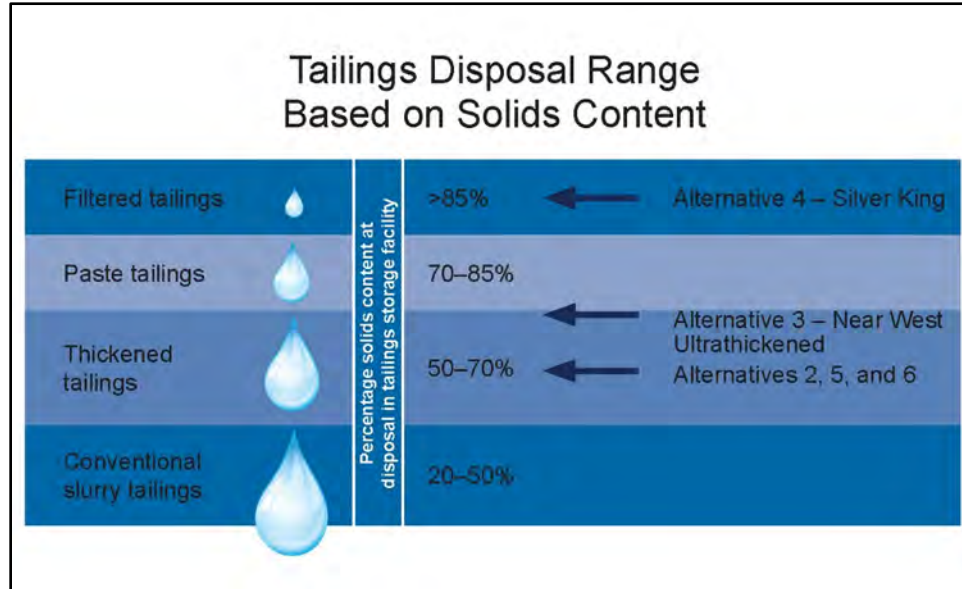 Tailings Disposal Range
Based on Solids Content
Filtered tailings
>85%
Alternative 4 – Silver King
Paste tailings
70–85%
Alternative 3 – Near West
Ultrathickened
Thickened
tailings
50–70%
Alternatives 2, 5, and 6
Conventional
slurry tailings
20–50%
Percentage solids content at
disposal in tailings storage facility